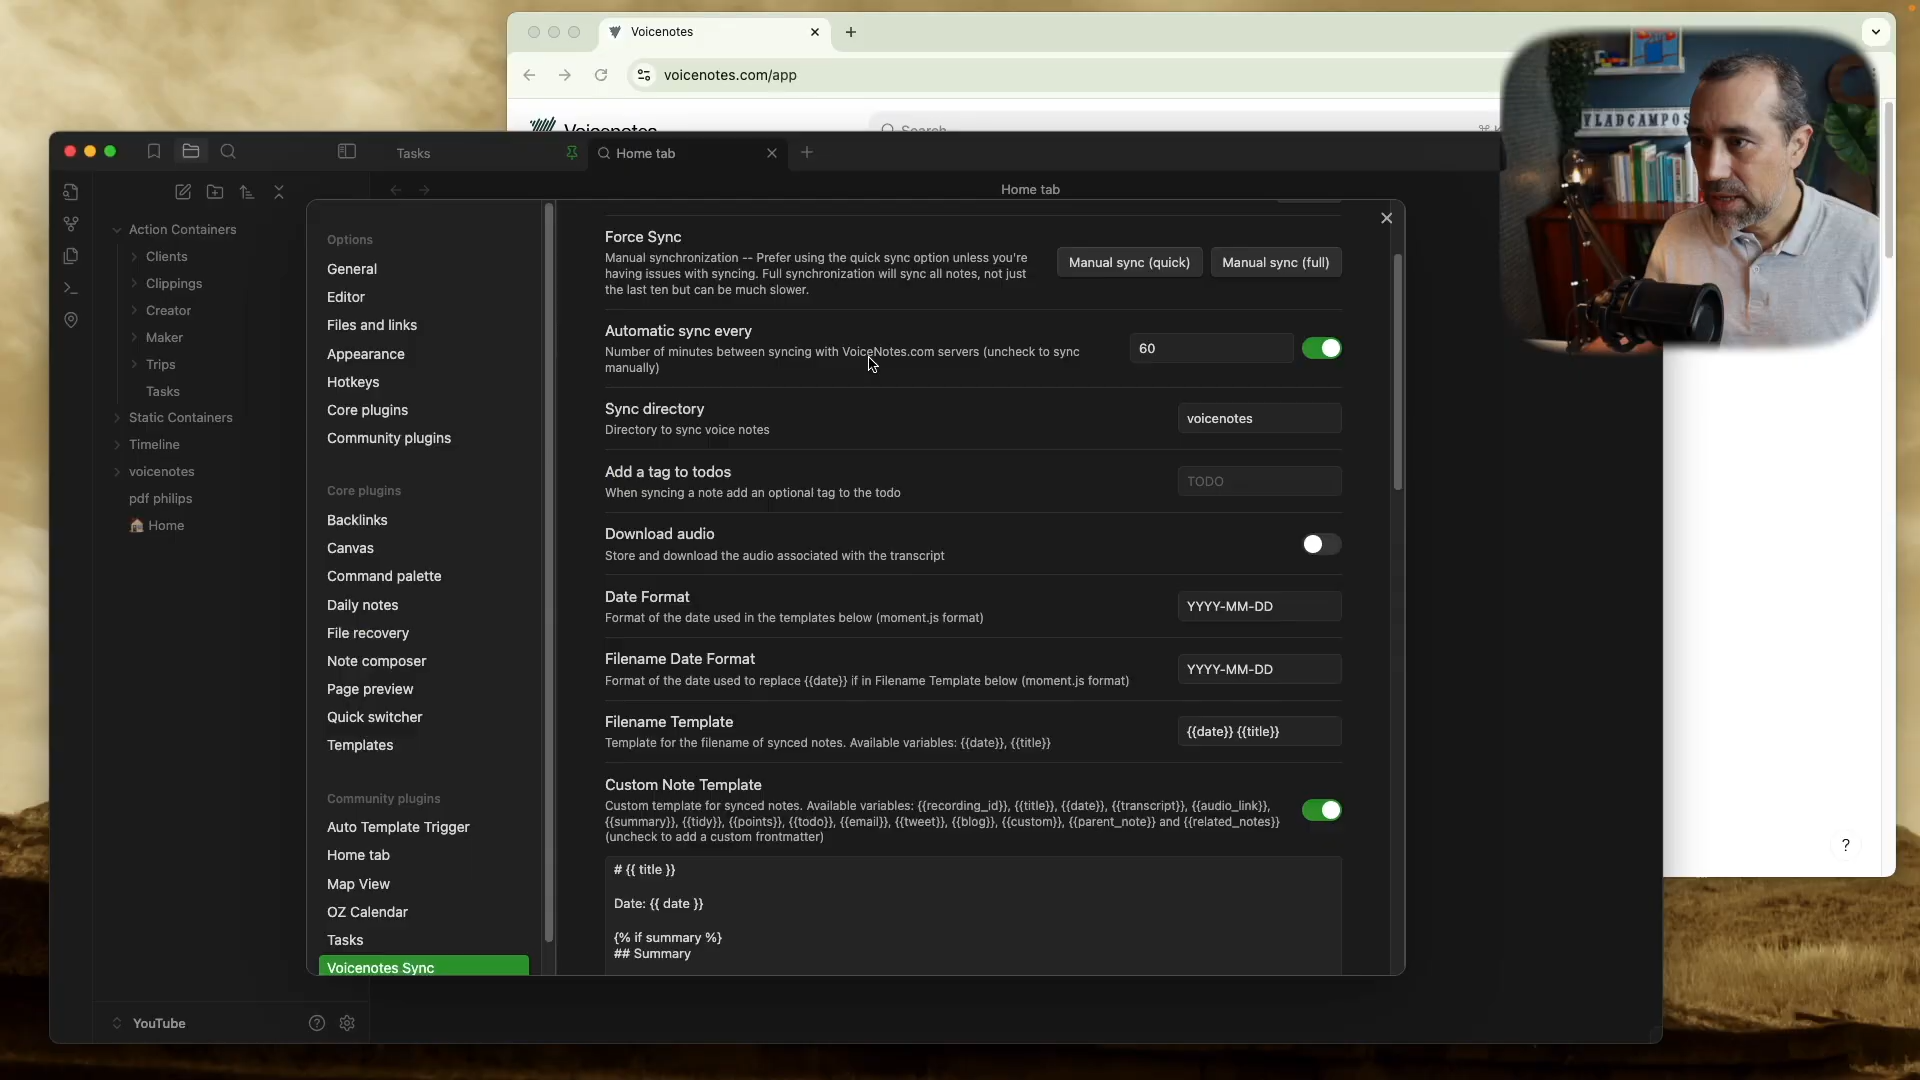 Voicenotes
voicenotes.com/app
Voicenotes
Search
VLADCAMPOS
Tasks
Home tab
Home tab
Action Containers
Clients
Clippings
Creator
Maker
Trips
Tasks
Static Containers
Timeline
voicenotes
pdf philips
🏠 Home
YouTube
Options
General
Editor
Files and links
Appearance
Hotkeys
Core plugins
Community plugins
Core plugins
Backlinks
Canvas
Command palette
Daily notes
File recovery
Note composer
Page preview
Quick switcher
Templates
Community plugins
Auto Template Trigger
Home tab
Map View
OZ Calendar
Tasks
Voicenotes Sync
Force Sync
Manual synchronization -- Prefer using the quick sync option unless you're
having issues with syncing. Full synchronization will sync all notes, not just
the last ten but can be much slower.
Manual sync (quick)
Manual sync (full)
Automatic sync every
Number of minutes between syncing with VoiceNotes.com servers (uncheck to sync
manually)
60
Sync directory
Directory to sync voice notes
voicenotes
Add a tag to todos
When syncing a note add an optional tag to the todo
TODO
Download audio
Store and download the audio associated with the transcript
Date Format
Format of the date used in the templates below (moment.js format)
YYYY-MM-DD
Filename Date Format
Format of the date used to replace {{date}} if in Filename Template below (moment.js format)
YYYY-MM-DD
Filename Template
Template for the filename of synced notes. Available variables: {{date}}, {{title}}
{{date}} {{title}}
Custom Note Template
Custom template for synced notes. Available variables: {{recording_id}}, {{title}}, {{date}}, {{transcript}}, {{audio_link}},
{{summary}}, {{tidy}}, {{points}}, {{todo}}, {{email}}, {{tweet}}, {{blog}}, {{custom}}, {{parent_note}} and {{related_notes}}
(uncheck to add a custom frontmatter)
# {{ title }}
Date: {{ date }}
{% if summary %}
## Summary
?